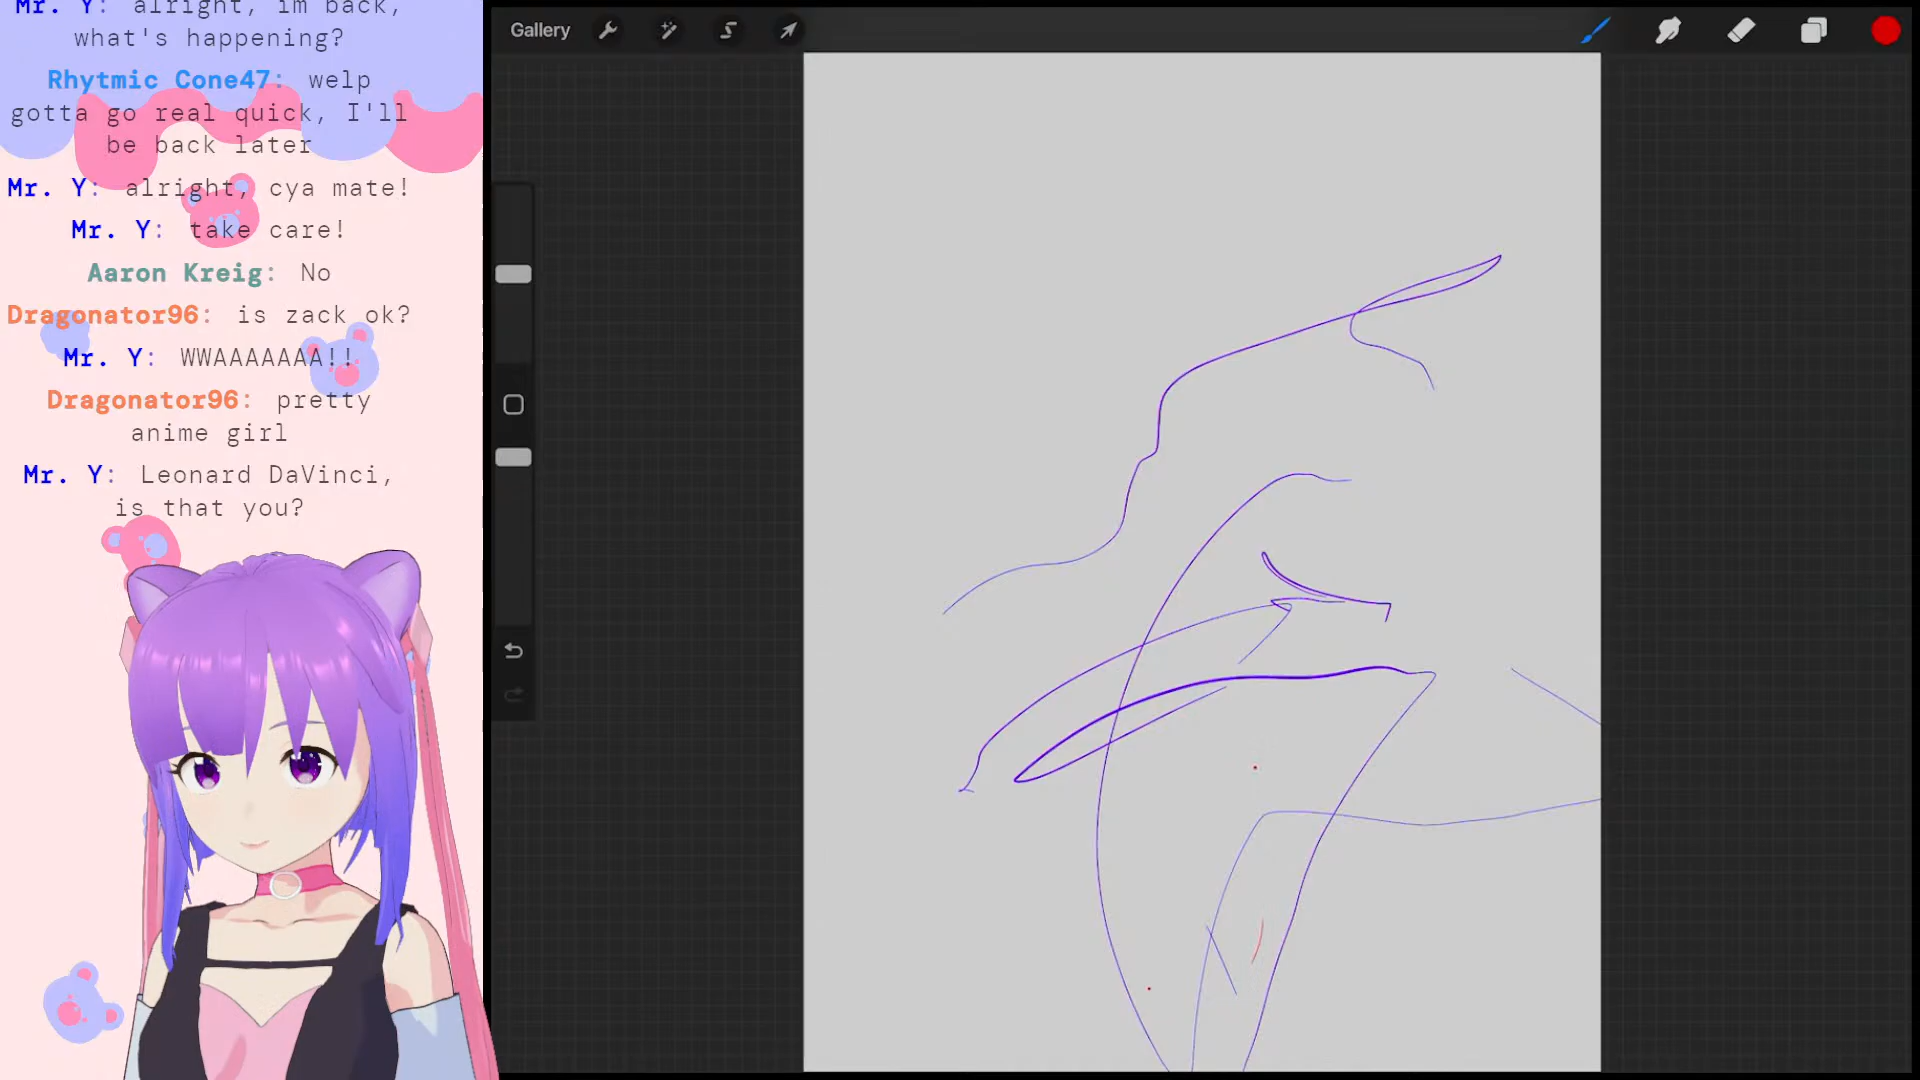 Mr. Y: alright, im back,
what's happening?
Rhytmic Cone47: welp
gotta go real quick, I'll
be back later
Mr. Y: alright, cya mate!
Mr. Y: take care!
Aaron Kreig: No
Dragonator96: is zack ok?
Mr. Y: WWAAAAAAA!!
Dragonator96: pretty
anime girl
Mr. Y: Leonard DaVinci,
is that you?
Gallery